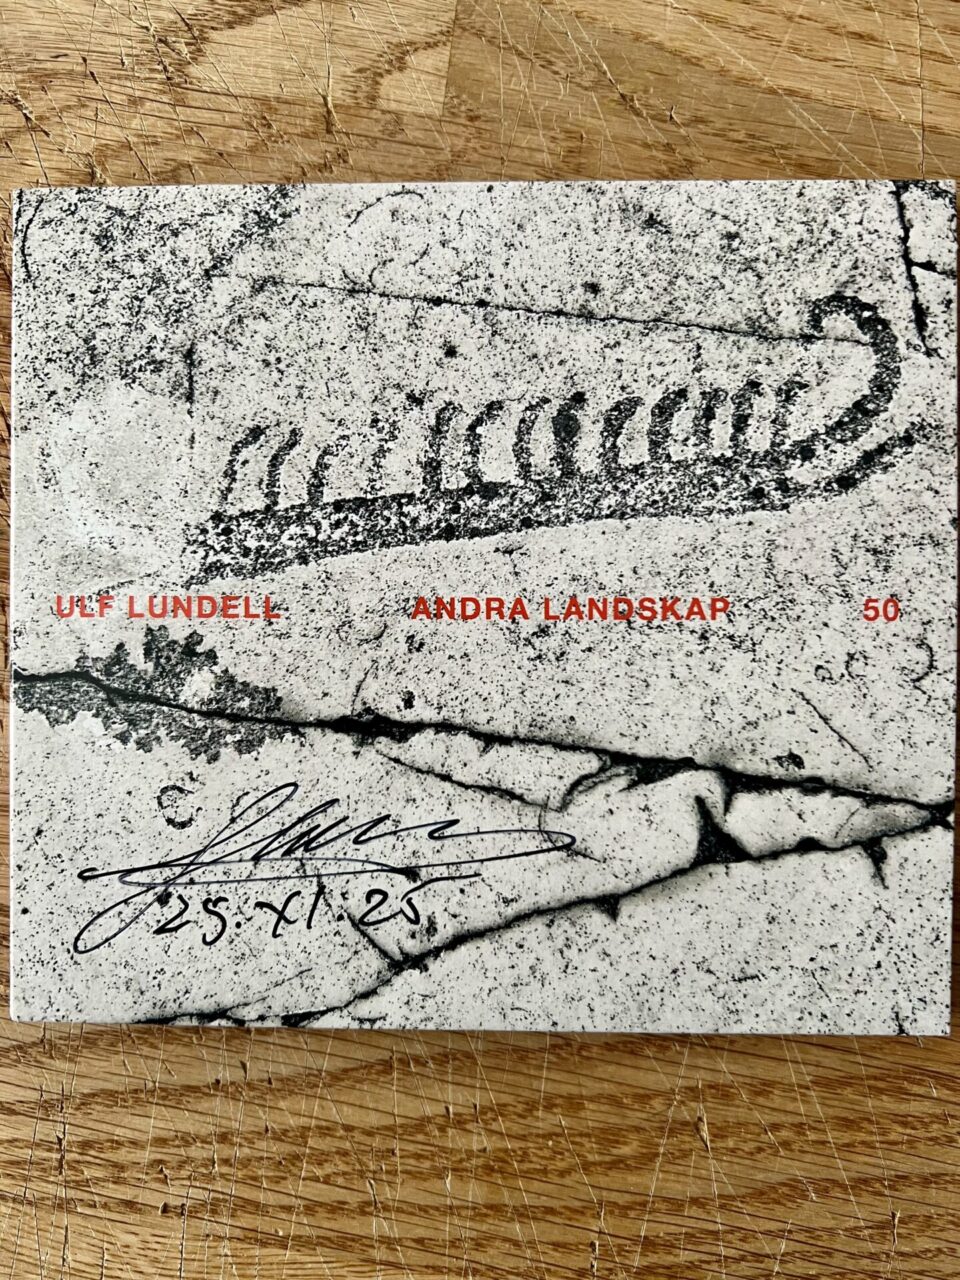 ULF LUNDELL ANDRA LANDSKAP 50
25.XI.25